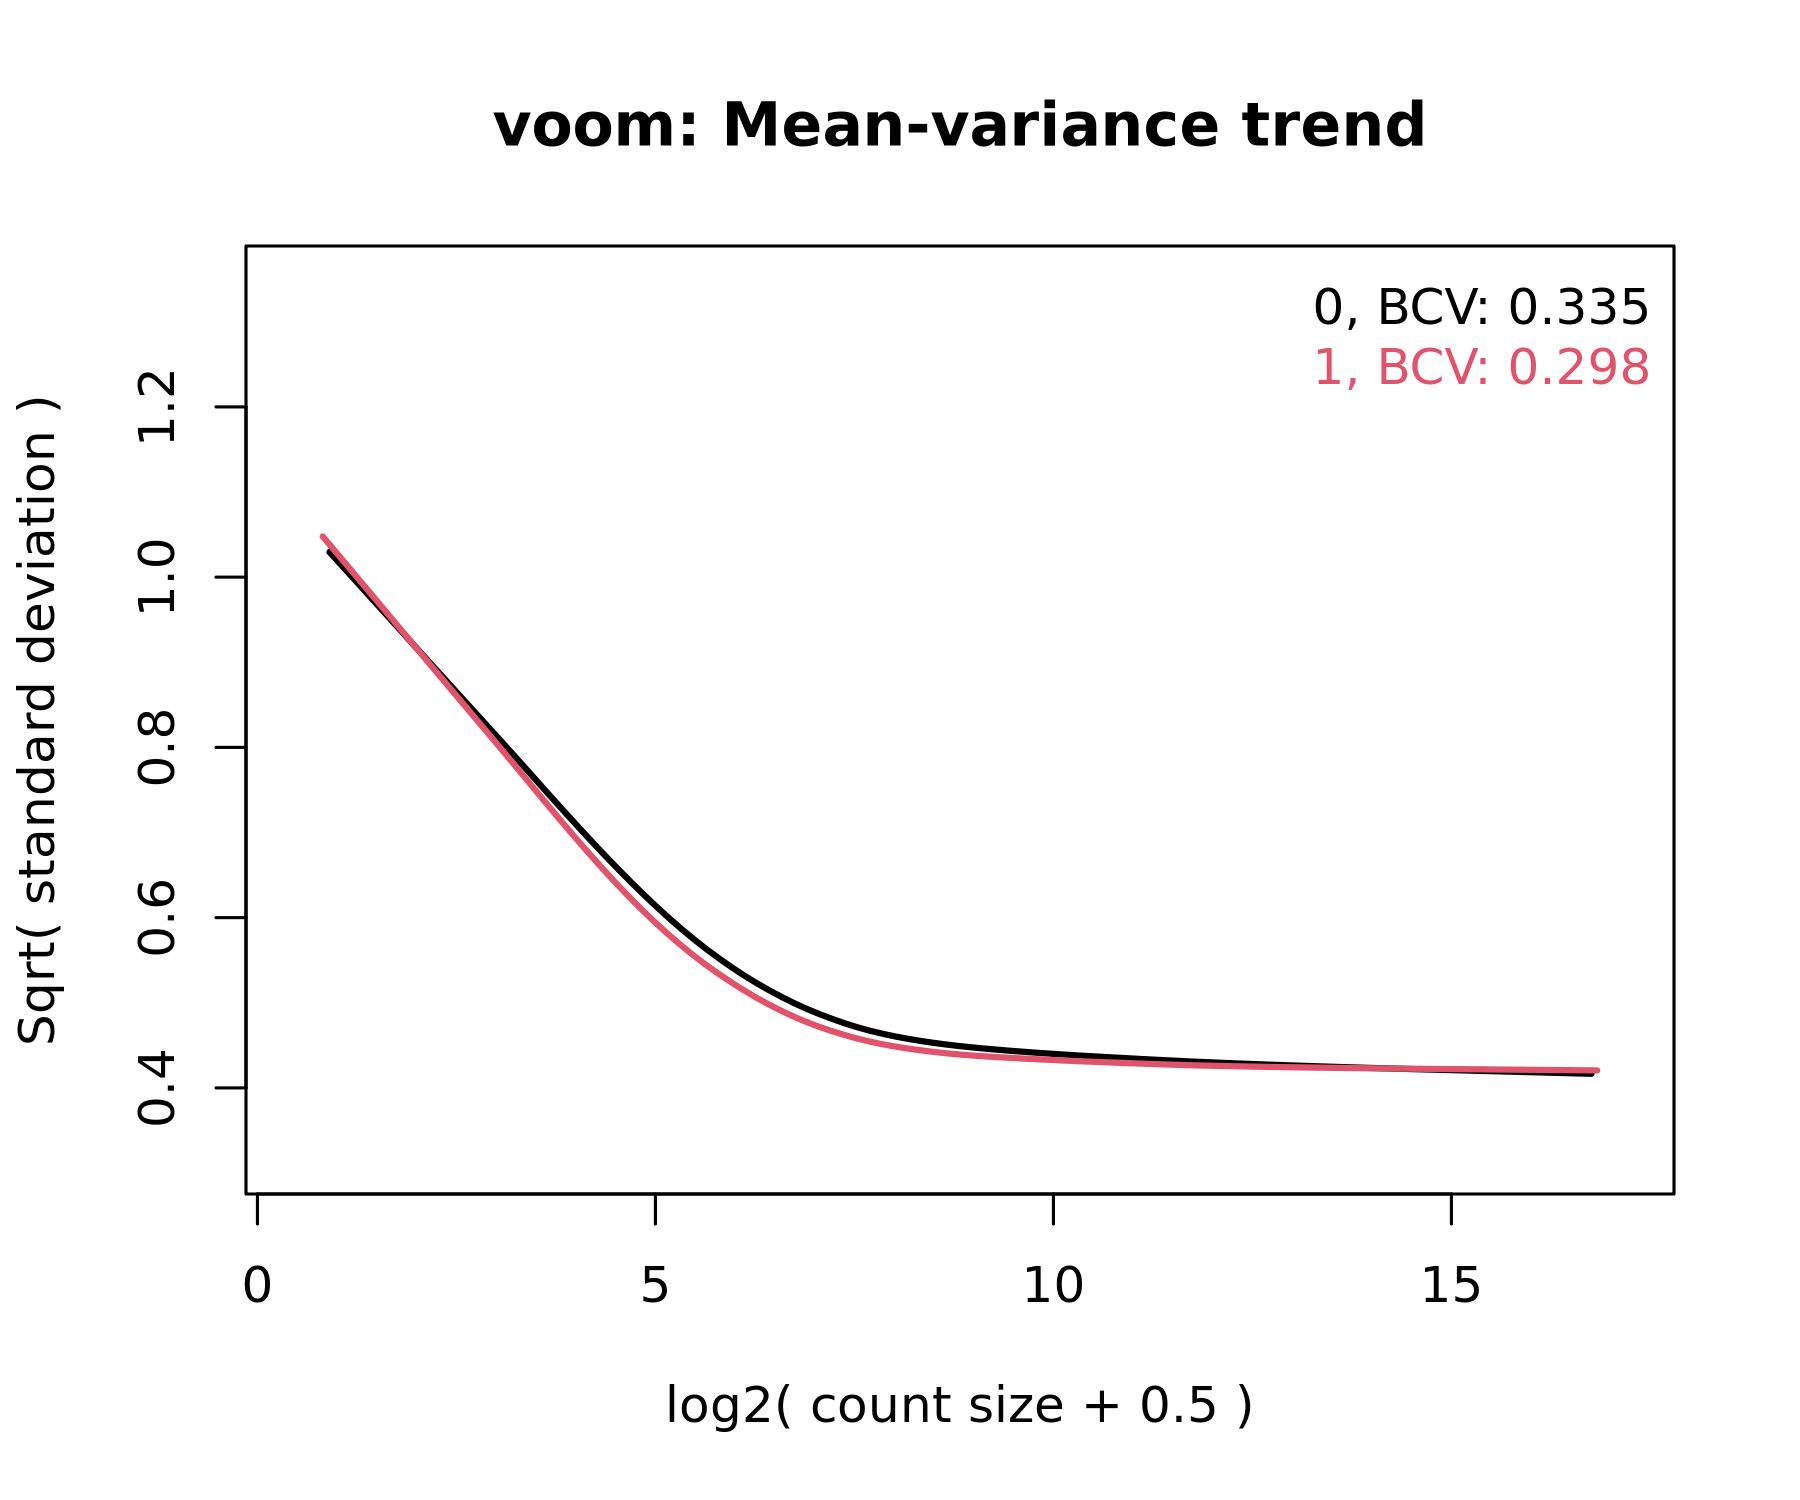 voom: Mean-variance trend
0, BCV: 0.335
1, BCV: 0.298
Sqrt( standard deviation )
1.2
1.0
0.8
0.6
0.4
0 5 10 15
log2( count size + 0.5 )